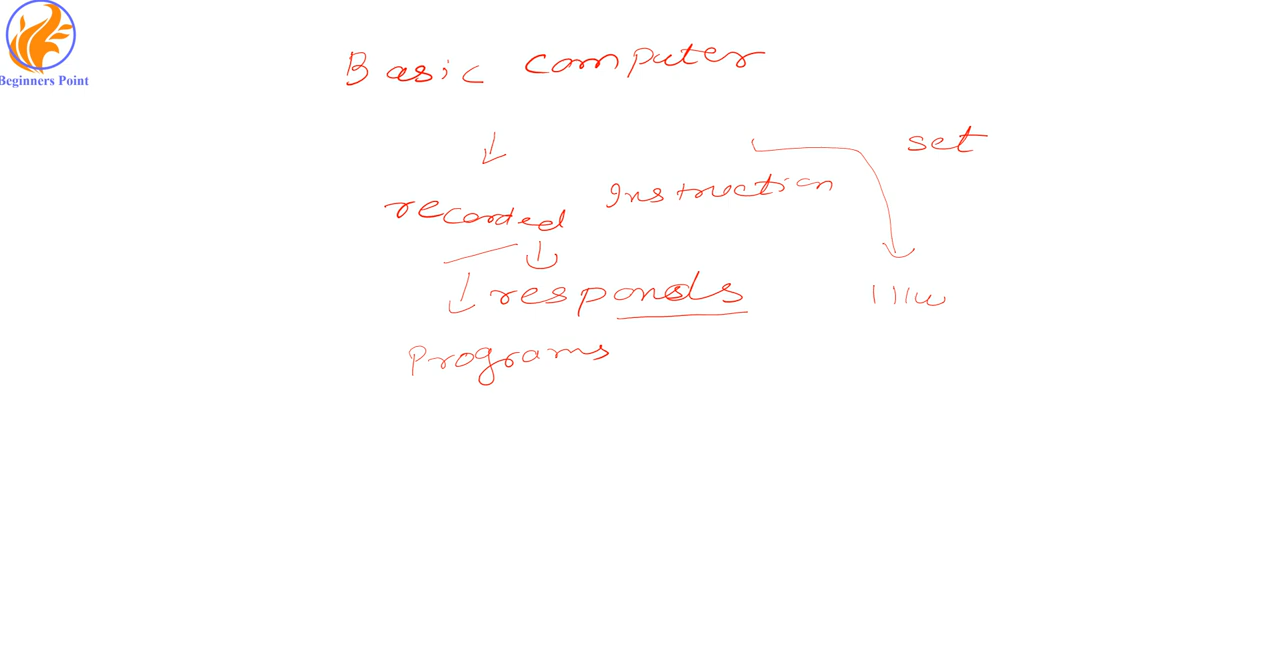 Beginners Point
Basic computer
set
recorded Instruction
responds
Programs